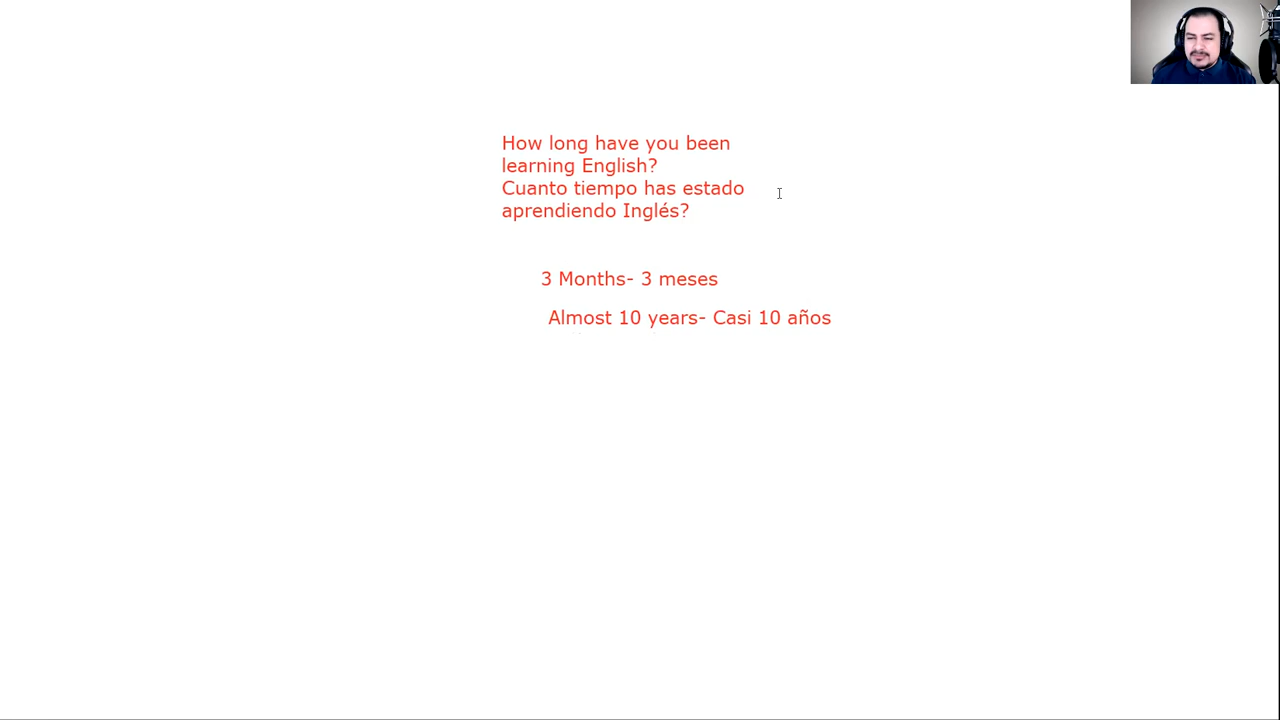 How long have you been
learning English?
Cuanto tiempo has estado
aprendiendo Inglés?
3 Months- 3 meses
Almost 10 years- Casi 10 años